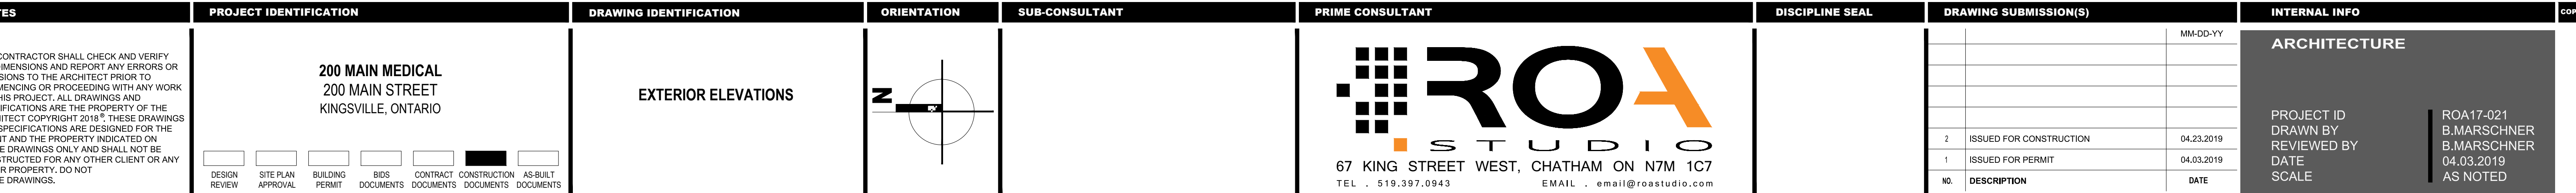 TES
CONTRACTOR SHALL CHECK AND VERIFY
DIMENSIONS AND REPORT ANY ERRORS OR
SIONS TO THE ARCHITECT PRIOR TO
MENCING OR PROCEEDING WITH ANY WORK
HIS PROJECT. ALL DRAWINGS AND
IFICATIONS ARE THE PROPERTY OF THE
HITECT COPYRIGHT 2018®. THESE DRAWINGS
SPECIFICATIONS ARE DESIGNED FOR THE
NT AND THE PROPERTY INDICATED ON
E DRAWINGS ONLY AND SHALL NOT BE
STRUCTED FOR ANY OTHER CLIENT OR ANY
R PROPERTY. DO NOT
E DRAWINGS.
PROJECT IDENTIFICATION
200 MAIN MEDICAL
200 MAIN STREET
KINGSVILLE, ONTARIO
DESIGN REVIEW
SITE PLAN APPROVAL
BUILDING PERMIT
BIDS DOCUMENTS
CONTRACT DOCUMENTS
CONSTRUCTION DOCUMENTS
AS-BUILT DOCUMENTS
DRAWING IDENTIFICATION
EXTERIOR ELEVATIONS
ORIENTATION
N
SUB-CONSULTANT
PRIME CONSULTANT
ROA
STUDIO
67 KING STREET WEST, CHATHAM ON N7M 1C7
TEL . 519.397.0943 EMAIL . email@roastudio.com
DISCIPLINE SEAL
DRAWING SUBMISSION(S)
MM-DD-YY
2 ISSUED FOR CONSTRUCTION 04.23.2019
1 ISSUED FOR PERMIT 04.03.2019
NO. DESCRIPTION DATE
INTERNAL INFO
ARCHITECTURE
PROJECT ID ROA17-021
DRAWN BY B.MARSCHNER
REVIEWED BY B.MARSCHNER
DATE 04.03.2019
SCALE AS NOTED
COP